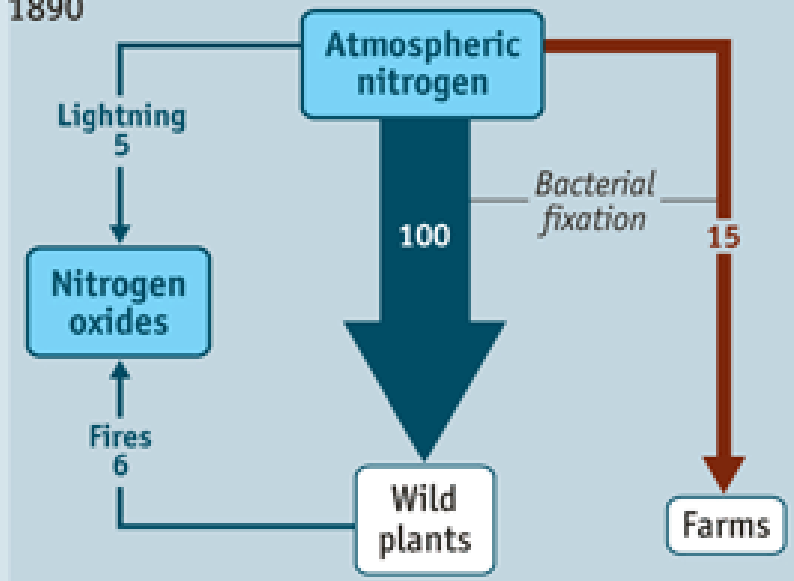 1890
Atmospheric
nitrogen
Lightning
5
Bacterial
fixation
100
15
Nitrogen
oxides
Fires
6
Wild
plants
Farms